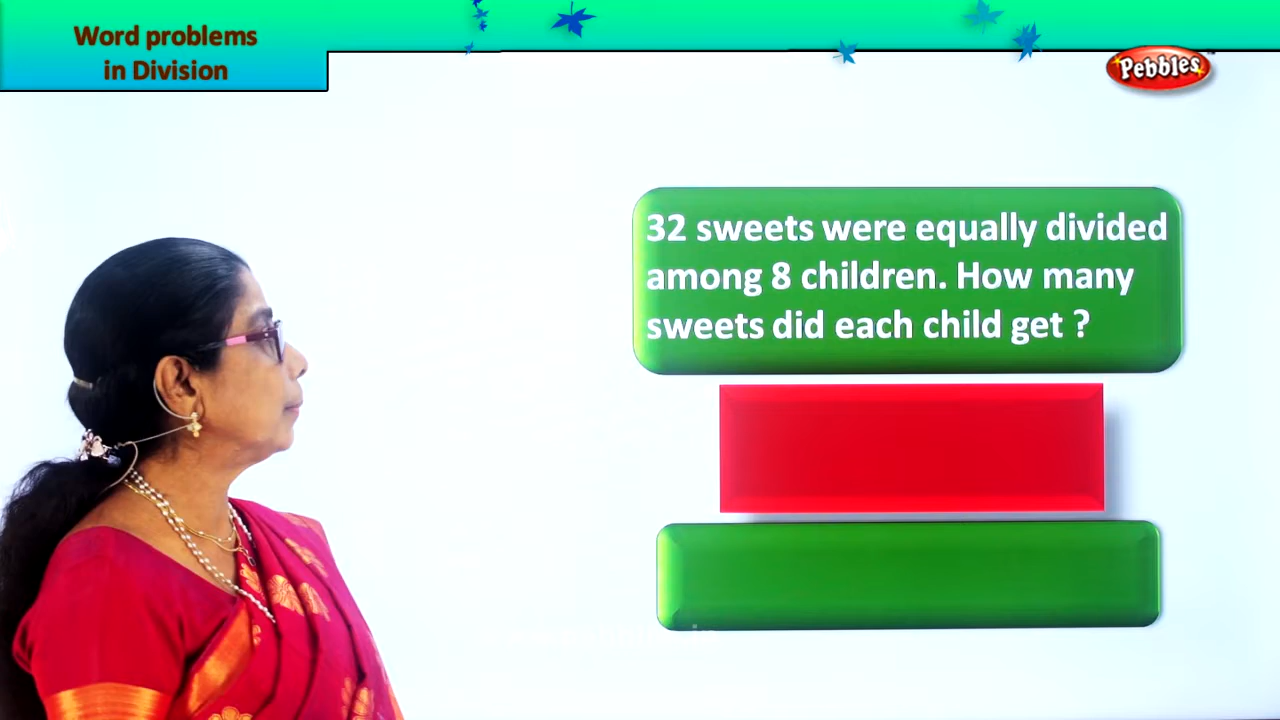 Word problems
in Division
Pebbles
32 sweets were equally divided
among 8 children. How many
sweets did each child get ?